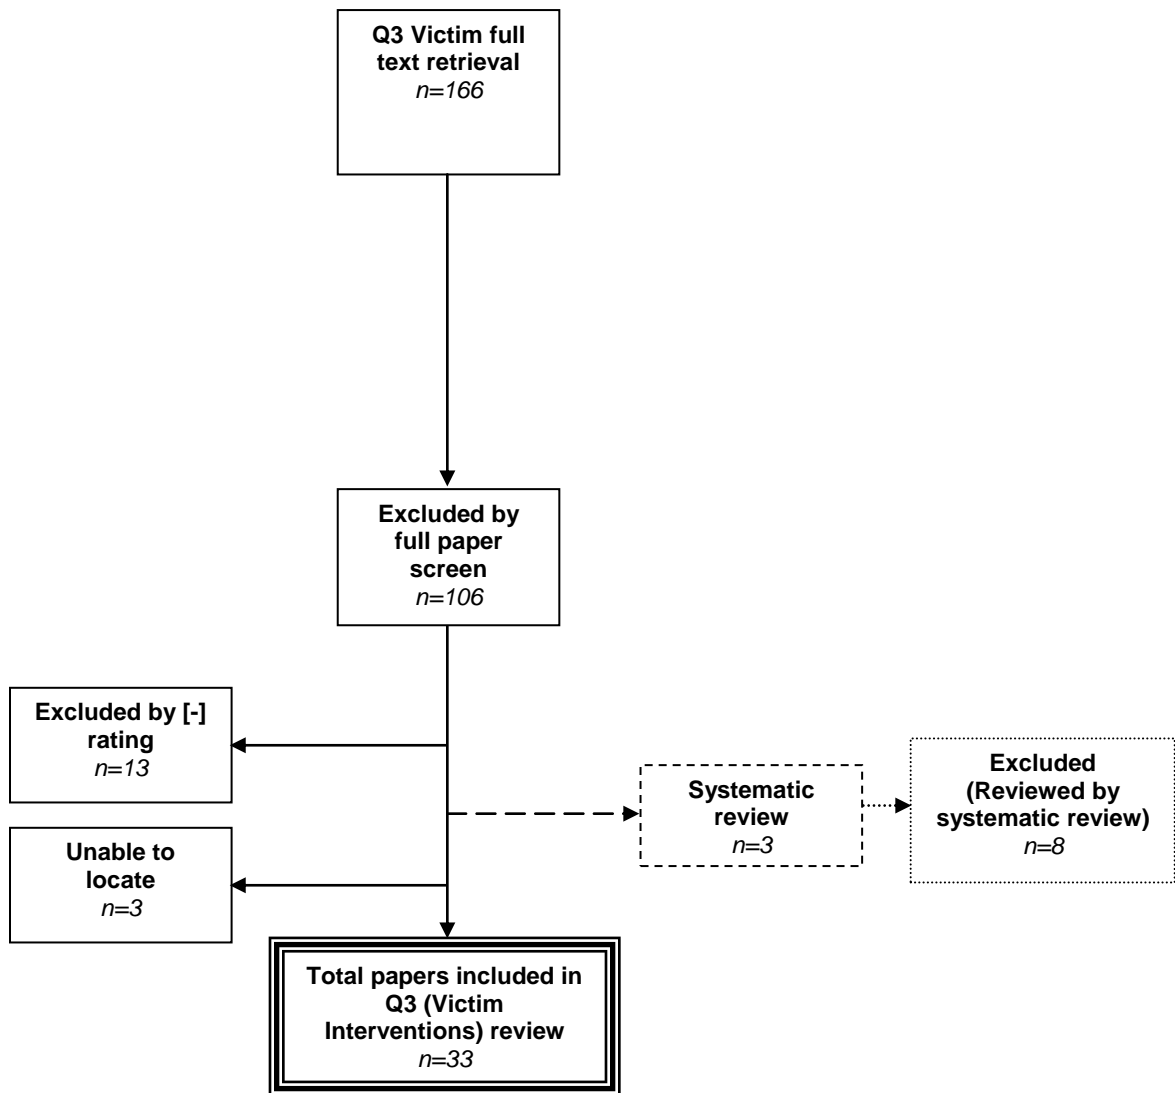 Q3 Victim full
text retrieval
n=166
Excluded by
full paper
screen
n=106
Excluded by [-]
rating
n=13
Systematic
review
n=3
Excluded
(Reviewed by
systematic review)
n=8
Unable to
locate
n=3
Total papers included in
Q3 (Victim
Interventions) review
n=33